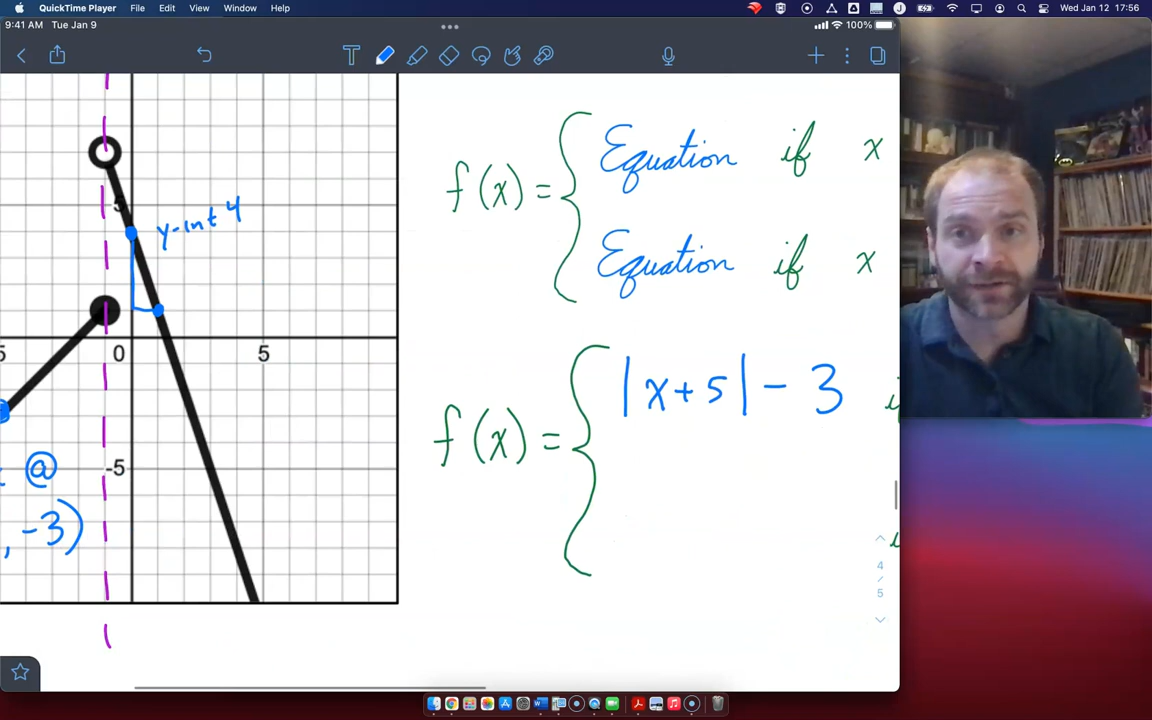 QuickTime Player File Edit View Window Help 100% Wed Jan 12 17:56
9:41 AM Tue Jan 9 100%
f(x) = { Equation if x
Equation if x
y-int 4
5
0 5
-5
@
, -3)
f(x) = { |x+5| - 3 i
i
4
/
5